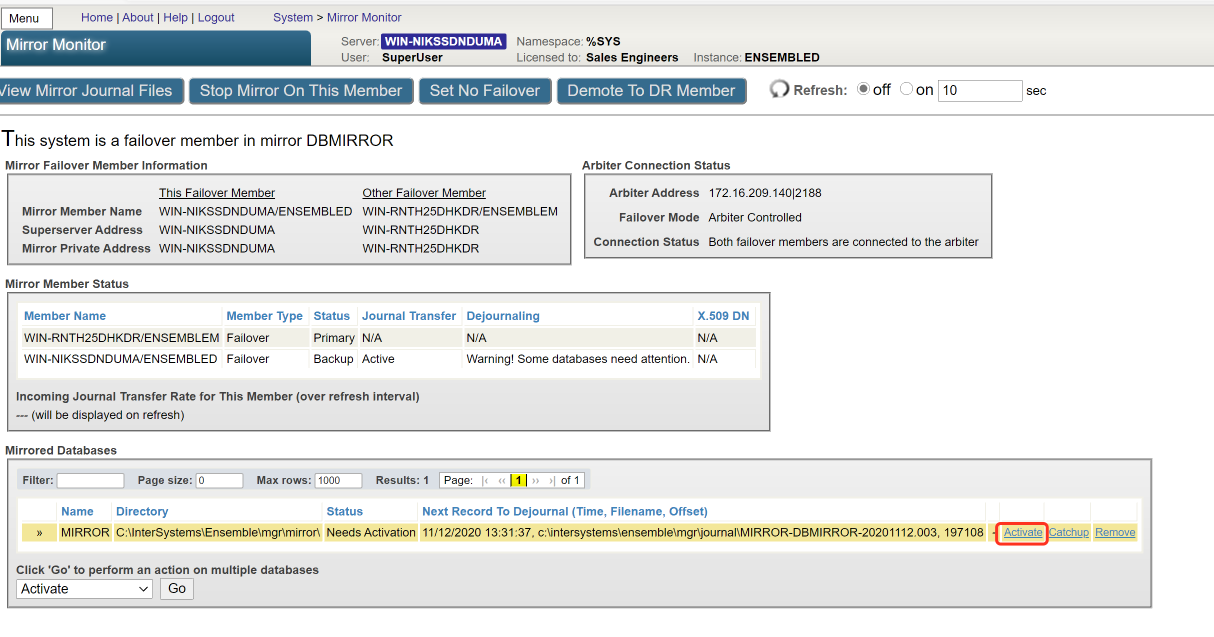 Menu Home | About | Help | Logout System > Mirror Monitor
Mirror Monitor
Server: WIN-NIKSSDNDUMA Namespace: %SYS
User: SuperUser Licensed to: Sales Engineers Instance: ENSEMBLED
View Mirror Journal Files Stop Mirror On This Member Set No Failover Demote To DR Member Refresh: off on 10 sec
This system is a failover member in mirror DBMIRROR
Mirror Failover Member Information
This Failover Member Other Failover Member
Mirror Member Name WIN-NIKSSDNDUMA/ENSEMBLED WIN-RNTH25DHKDR/ENSEMBLEM
Superserver Address WIN-NIKSSDNDUMA WIN-RNTH25DHKDR
Mirror Private Address WIN-NIKSSDNDUMA WIN-RNTH25DHKDR
Arbiter Connection Status
Arbiter Address 172.16.209.140|2188
Failover Mode Arbiter Controlled
Connection Status Both failover members are connected to the arbiter
Mirror Member Status
Member Name Member Type Status Journal Transfer Dejournaling X.509 DN
WIN-RNTH25DHKDR/ENSEMBLEM Failover Primary N/A N/A N/A
WIN-NIKSSDNDUMA/ENSEMBLED Failover Backup Active Warning! Some databases need attention. N/A
Incoming Journal Transfer Rate for This Member (over refresh interval)
--- (will be displayed on refresh)
Mirrored Databases
Filter: Page size: 0 Max rows: 1000 Results: 1 Page: |‹ ‹‹ 1 ›› ›| of 1
Name Directory Status Next Record To Dejournal (Time, Filename, Offset)
» MIRROR C:\InterSystems\Ensemble\mgr\mirror\ Needs Activation 11/12/2020 13:31:37, c:\intersystems\ensemble\mgr\journal\MIRROR-DBMIRROR-20201112.003, 197108 - Activate Catchup Remove
Click 'Go' to perform an action on multiple databases
Activate Go